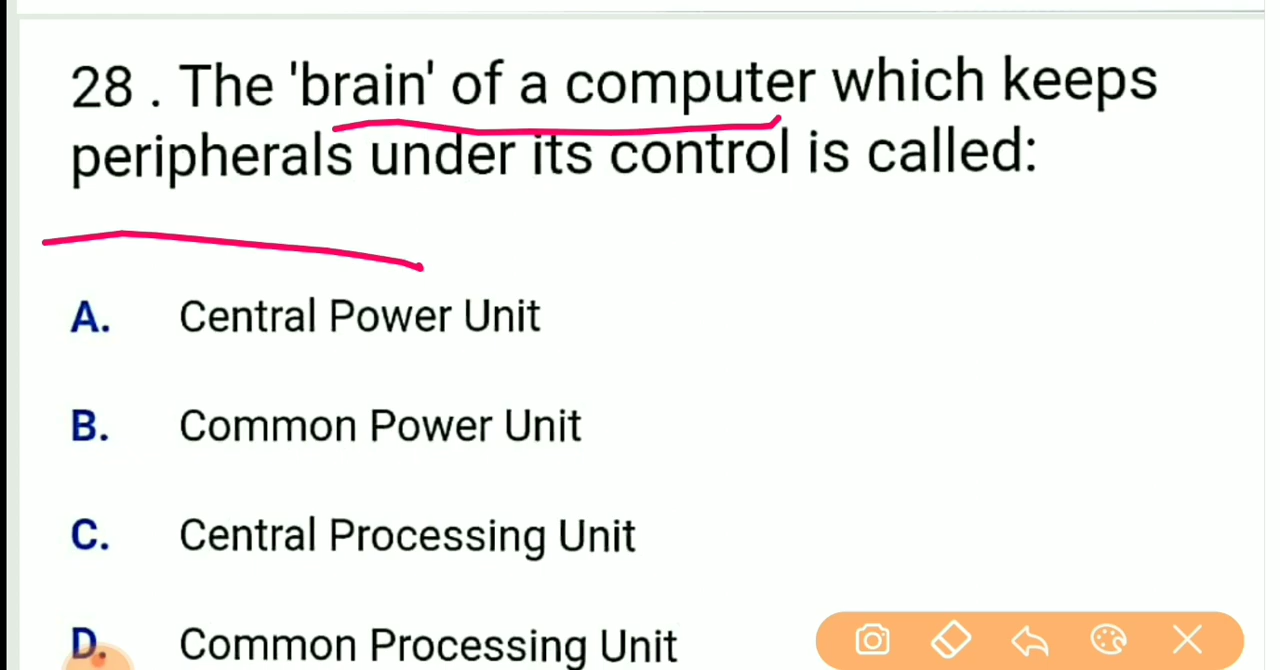 28 . The 'brain' of a computer which keeps
peripherals under its control is called:
A. Central Power Unit
B. Common Power Unit
C. Central Processing Unit
D. Common Processing Unit